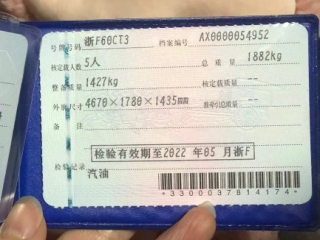 号牌号码 浙F60CT3 档案编号 AX0000054952
核定载人数 5人 总质量 1882kg
整备质量 1427kg 核定载质量 --
外廓尺寸 4670×1780×1435mm 准牵引总质量 --
备注
检验有效期至2022 年05 月浙F
检验记录 汽油
*3300037814174*